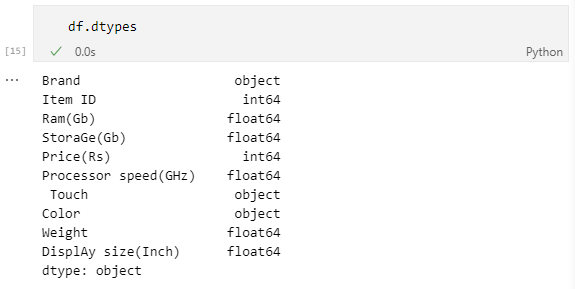 df.dtypes
[15] ✓ 0.0s Python
... Brand object
Item ID int64
Ram(Gb) float64
StoraGe(Gb) float64
Price(Rs) int64
Processor speed(GHz) float64
 Touch object
Color object
Weight float64
DisplAy size(Inch) float64
dtype: object